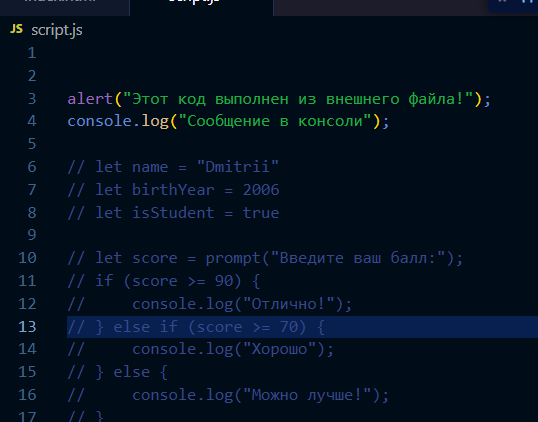 script.js
JS script.js
1
2
3 alert("Этот код выполнен из внешнего файла!");
4 console.log("Сообщение в консоли");
5
6 // let name = "Dmitrii"
7 // let birthYear = 2006
8 // let isStudent = true
9
10 // let score = prompt("Введите ваш балл:");
11 // if (score >= 90) {
12 //     console.log("Отлично!");
13 // } else if (score >= 70) {
14 //     console.log("Хорошо");
15 // } else {
16 //     console.log("Можно лучше!");
17 // }